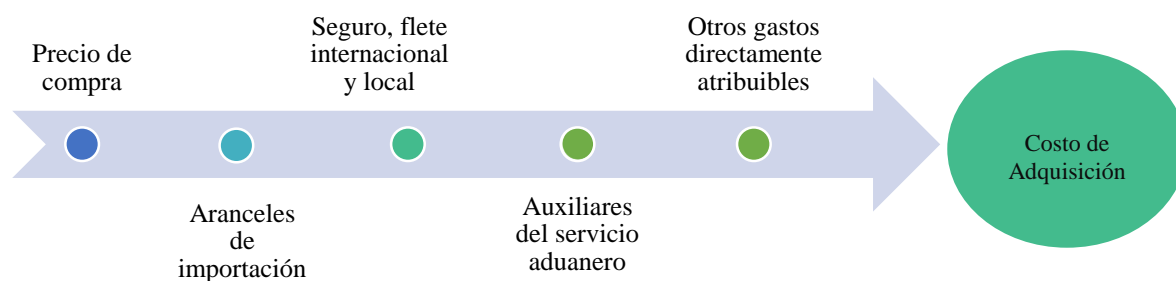 Precio de
compra
Aranceles
de
importación
Seguro, flete
internacional
y local
Auxiliares
del servicio
aduanero
Otros gastos
directamente
atribuibles
Costo de
Adquisición